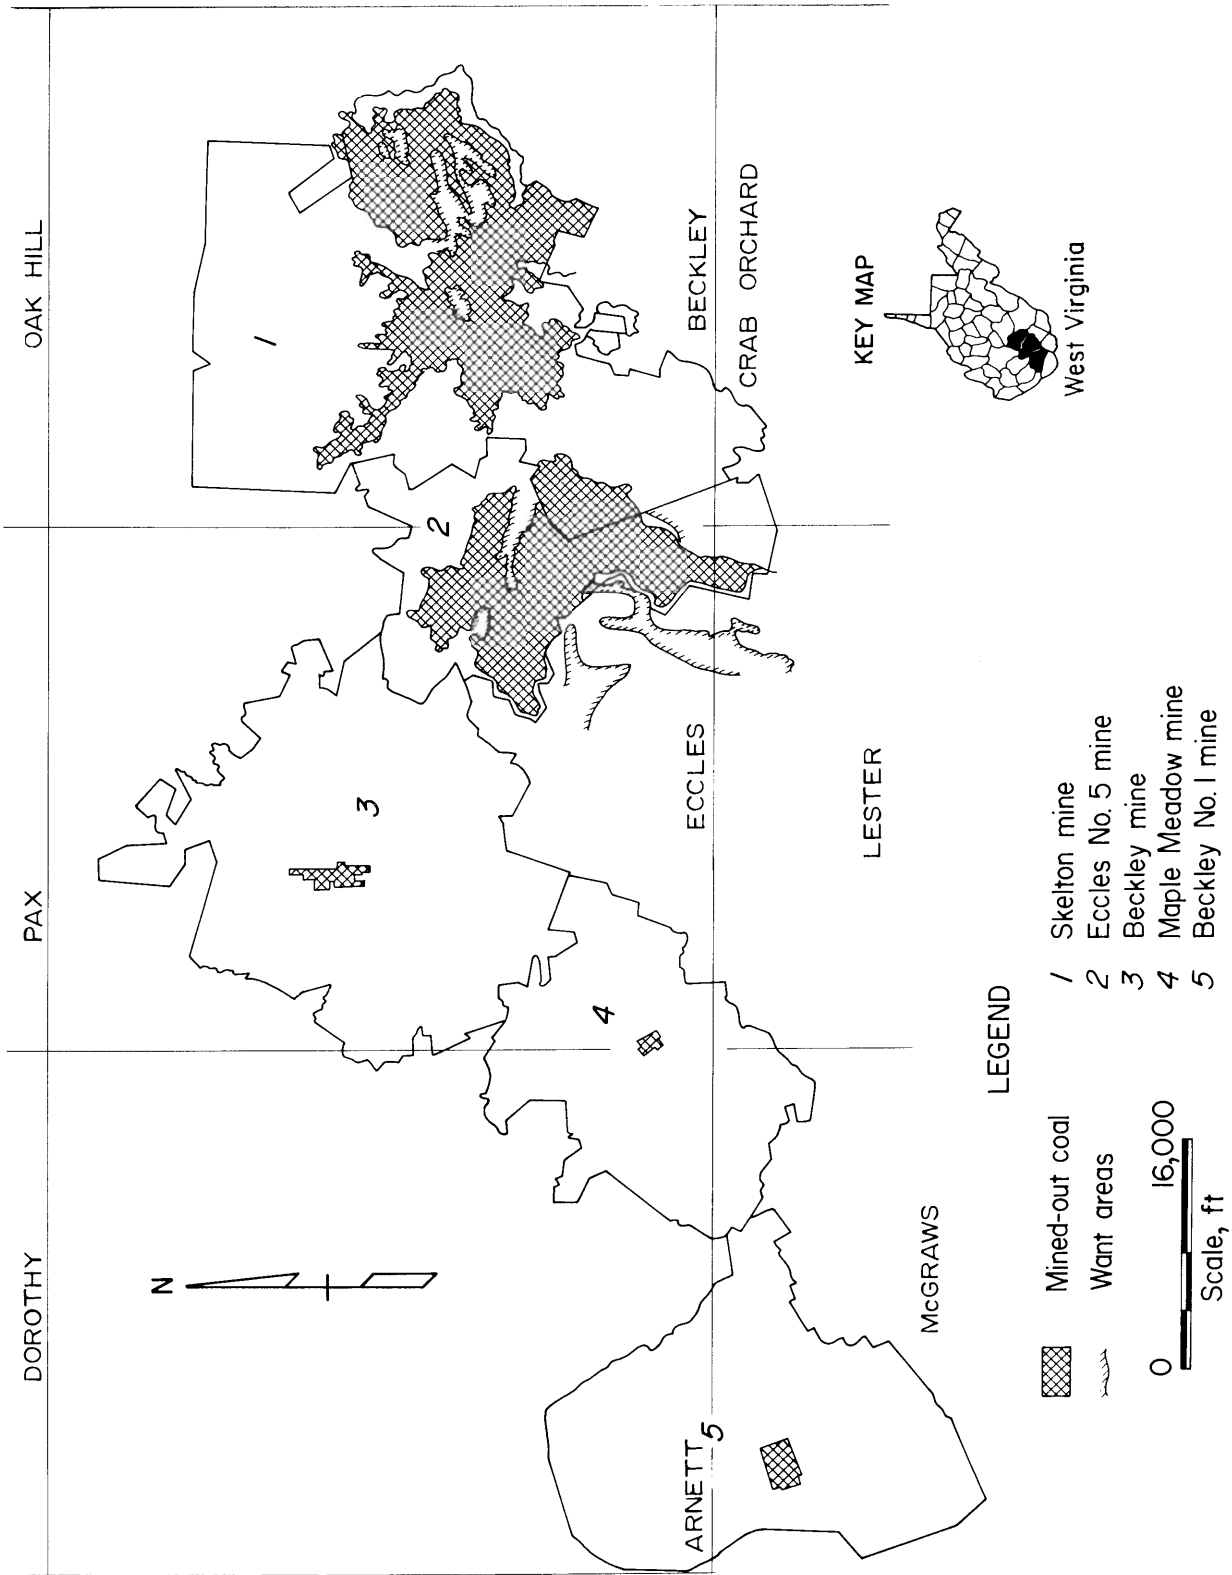 DOROTHY
PAX
OAK HILL
N
1
2
3
4
5
ARNETT
ECCLES
BECKLEY
McGRAWS
LESTER
CRAB ORCHARD
KEY MAP
West Virginia
LEGEND
Mined-out coal
Want areas
0 16,000
Scale, ft
1 Skelton mine
2 Eccles No. 5 mine
3 Beckley mine
4 Maple Meadow mine
5 Beckley No. 1 mine